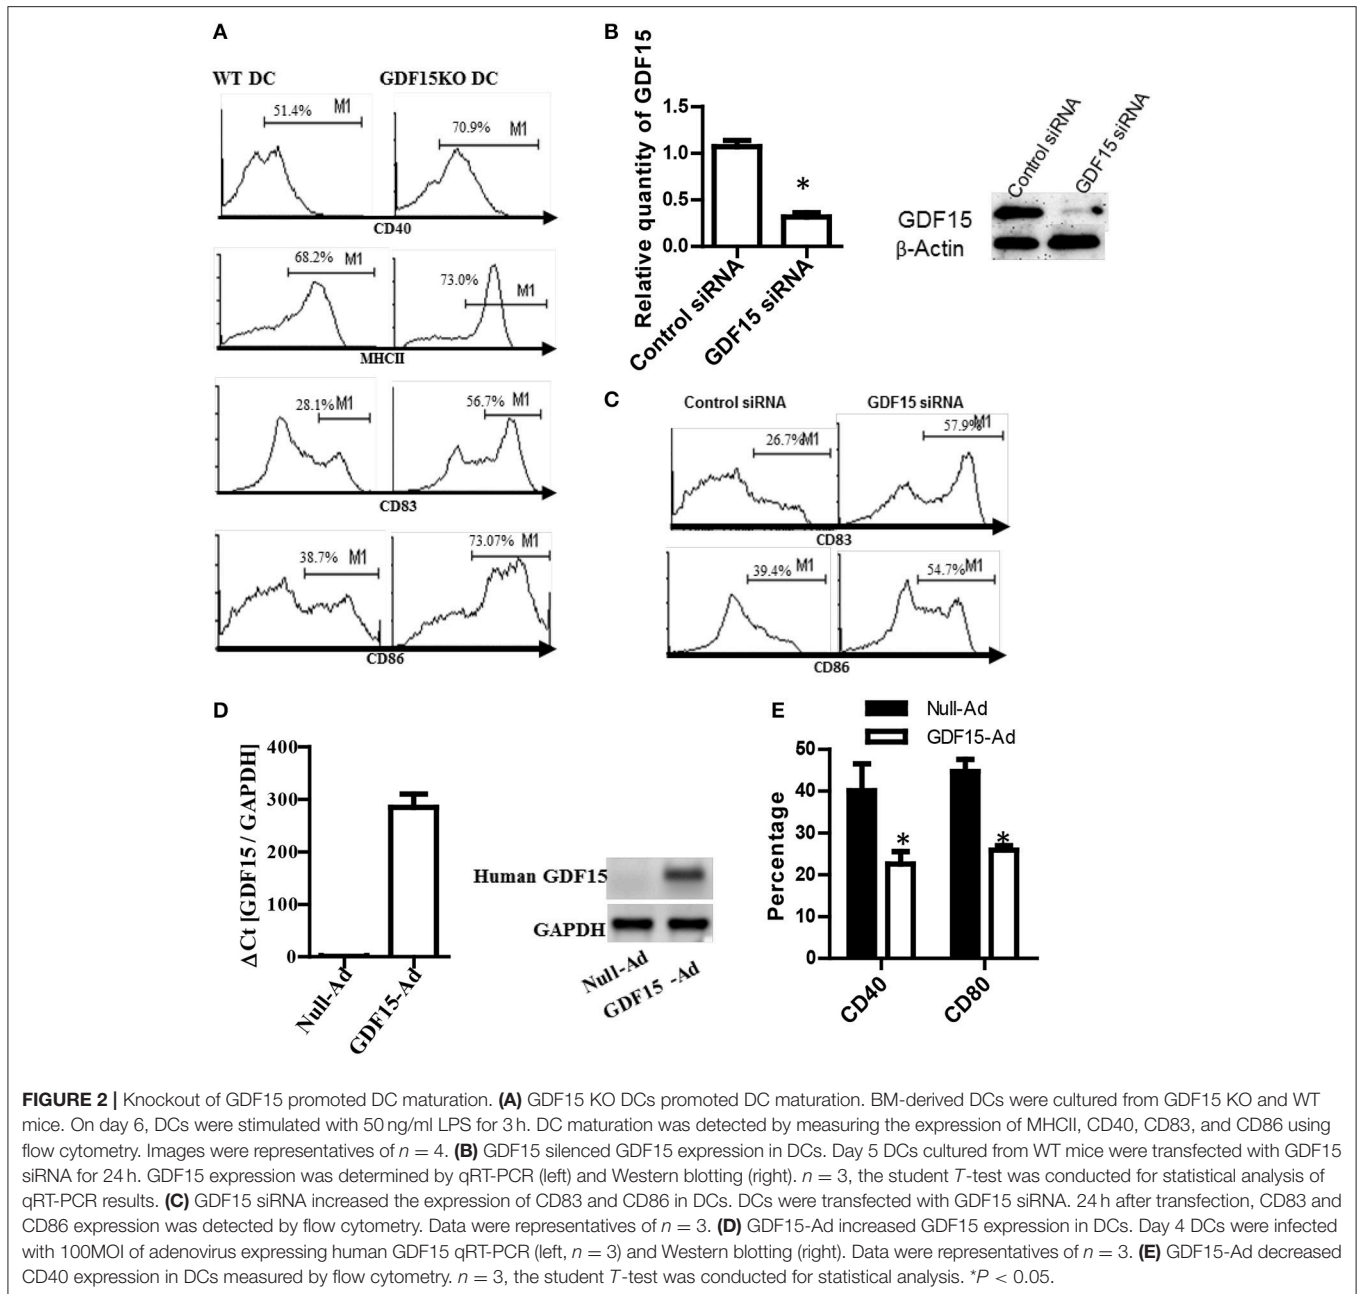 A
WT DC GDF15KO DC
51.4% M1
70.9% M1
CD40
68.2% M1
73.0% M1
MHCII
28.1% M1
56.7% M1
CD83
38.7% M1
73.07% M1
CD86
B
Relative quantity of GDF15
1.5
1.0
0.5
0.0
*
Control siRNA
GDF15 siRNA
Control siRNA
GDF15 siRNA
GDF15
β-Actin
C
Control siRNA GDF15 siRNA
26.7% M1
57.9% M1
CD83
39.4% M1
54.7% M1
CD86
D
ΔCt [GDF15 / GAPDH]
400
300
200
100
0
Null-Ad
GDF15-Ad
Human GDF15
GAPDH
Null-Ad
GDF15 -Ad
E
Null-Ad
GDF15-Ad
Percentage
50
40
30
20
10
0
*
*
CD40
CD80
FIGURE 2 | Knockout of GDF15 promoted DC maturation. (A) GDF15 KO DCs promoted DC maturation. BM-derived DCs were cultured from GDF15 KO and WT
mice. On day 6, DCs were stimulated with 50 ng/ml LPS for 3 h. DC maturation was detected by measuring the expression of MHCII, CD40, CD83, and CD86 using
flow cytometry. Images were representatives of n = 4. (B) GDF15 silenced GDF15 expression in DCs. Day 5 DCs cultured from WT mice were transfected with GDF15
siRNA for 24 h. GDF15 expression was determined by qRT-PCR (left) and Western blotting (right). n = 3, the student T-test was conducted for statistical analysis of
qRT-PCR results. (C) GDF15 siRNA increased the expression of CD83 and CD86 in DCs. DCs were transfected with GDF15 siRNA. 24 h after transfection, CD83 and
CD86 expression was detected by flow cytometry. Data were representatives of n = 3. (D) GDF15-Ad increased GDF15 expression in DCs. Day 4 DCs were infected
with 100MOI of adenovirus expressing human GDF15 qRT-PCR (left, n = 3) and Western blotting (right). Data were representatives of n = 3. (E) GDF15-Ad decreased
CD40 expression in DCs measured by flow cytometry. n = 3, the student T-test was conducted for statistical analysis. *P < 0.05.